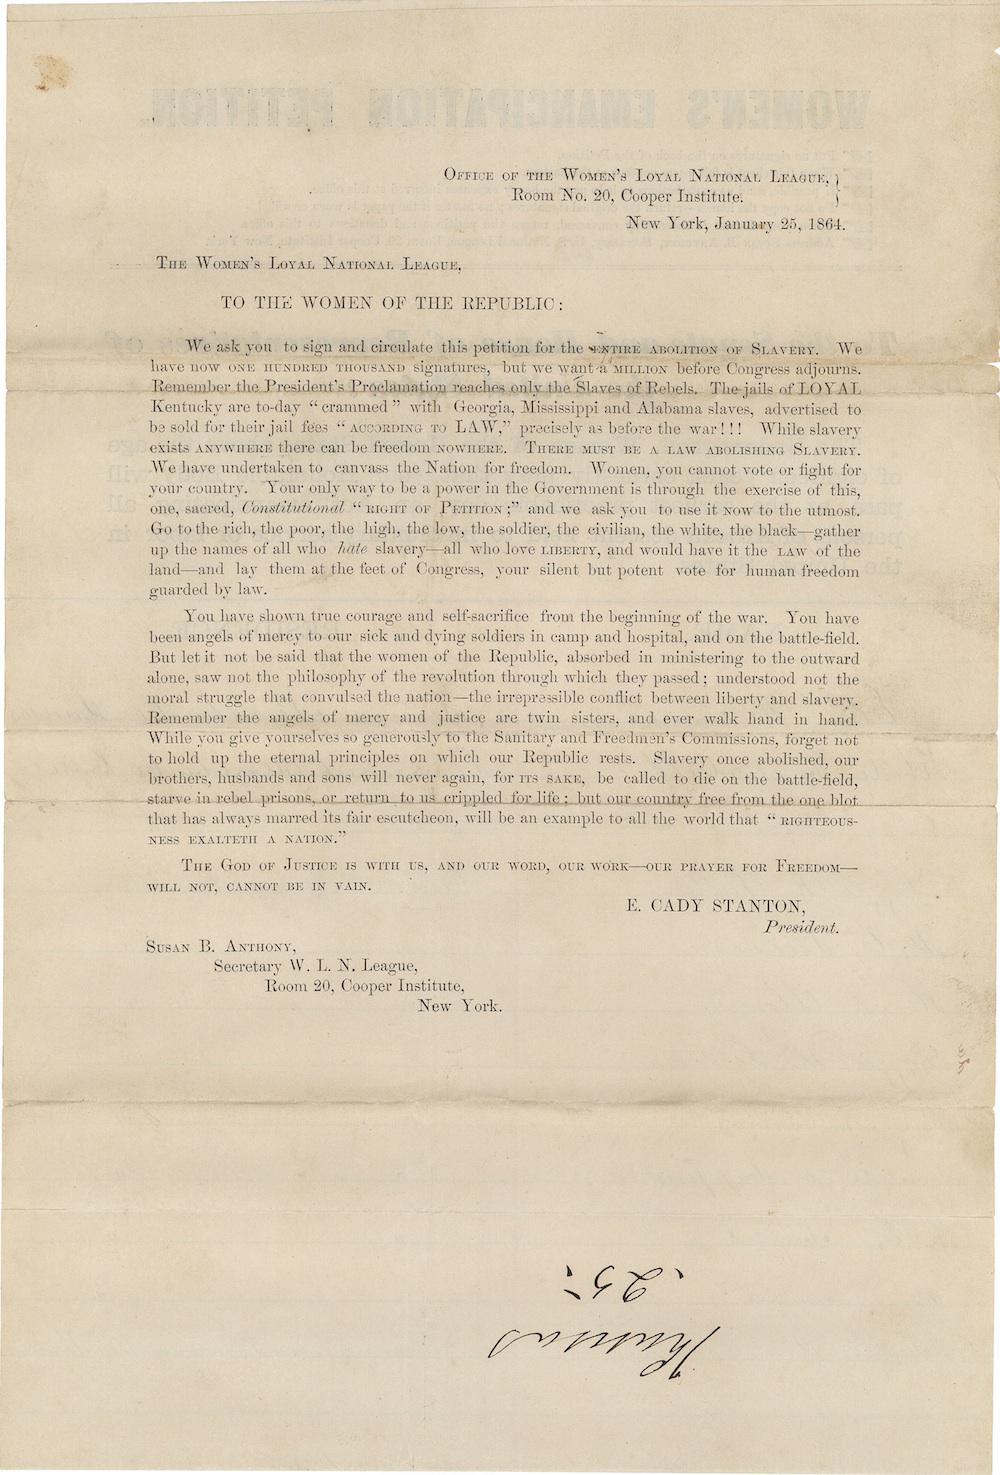 WOMEN'S EMANCIPATION PETITION.
OFFICE OF THE WOMEN'S LOYAL NATIONAL LEAGUE, }
Room No. 20, Cooper Institute.
New York, January 25, 1864.
THE WOMEN'S LOYAL NATIONAL LEAGUE,
TO THE WOMEN OF THE REPUBLIC:
We ask you to sign and circulate this petition for the ENTIRE ABOLITION OF SLAVERY. We
have now ONE HUNDRED THOUSAND signatures, but we want a MILLION before Congress adjourns.
Remember the President's Proclamation reaches only the Slaves of Rebels. The jails of LOYAL
Kentucky are to-day "crammed" with Georgia, Mississippi and Alabama slaves, advertised to
be sold for their jail fees "ACCORDING TO LAW," precisely as before the war!!! While slavery
exists ANYWHERE there can be freedom NOWHERE. THERE MUST BE A LAW ABOLISHING SLAVERY.
We have undertaken to canvass the Nation for freedom. Women, you cannot vote or fight for
your country. Your only way to be a power in the Government is through the exercise of this,
one, sacred, Constitutional "RIGHT OF PETITION;" and we ask you to use it NOW to the utmost.
Go to the rich, the poor, the high, the low, the soldier, the civilian, the white, the black—gather
up the names of all who hate slavery—all who love LIBERTY, and would have it the LAW of the
land—and lay them at the feet of Congress, your silent but potent vote for human freedom
guarded by law.
You have shown true courage and self-sacrifice from the beginning of the war. You have
been angels of mercy to our sick and dying soldiers in camp and hospital, and on the battle-field.
But let it not be said that the women of the Republic, absorbed in ministering to the outward
alone, saw not the philosophy of the revolution through which they passed; understood not the
moral struggle that convulsed the nation—the irrepressible conflict between liberty and slavery.
Remember the angels of mercy and justice are twin sisters, and ever walk hand in hand.
While you give yourselves so generously to the Sanitary and Freedmen's Commissions, forget not
to hold up the eternal principles on which our Republic rests. Slavery once abolished, our
brothers, husbands and sons will never again, for ITS SAKE, be called to die on the battle-field,
starve in rebel prisons, or return to us crippled for life; but our country free from the one blot
that has always marred its fair escutcheon, will be an example to all the world that "RIGHTEOUS-
NESS EXALTETH A NATION."
THE GOD OF JUSTICE IS WITH US, AND OUR WORD, OUR WORK—OUR PRAYER FOR FREEDOM—
WILL NOT, CANNOT BE IN VAIN.
E. CADY STANTON,
President.
SUSAN B. ANTHONY,
Secretary W. L. N. League,
Room 20, Cooper Institute,
New York.
Kansas
25